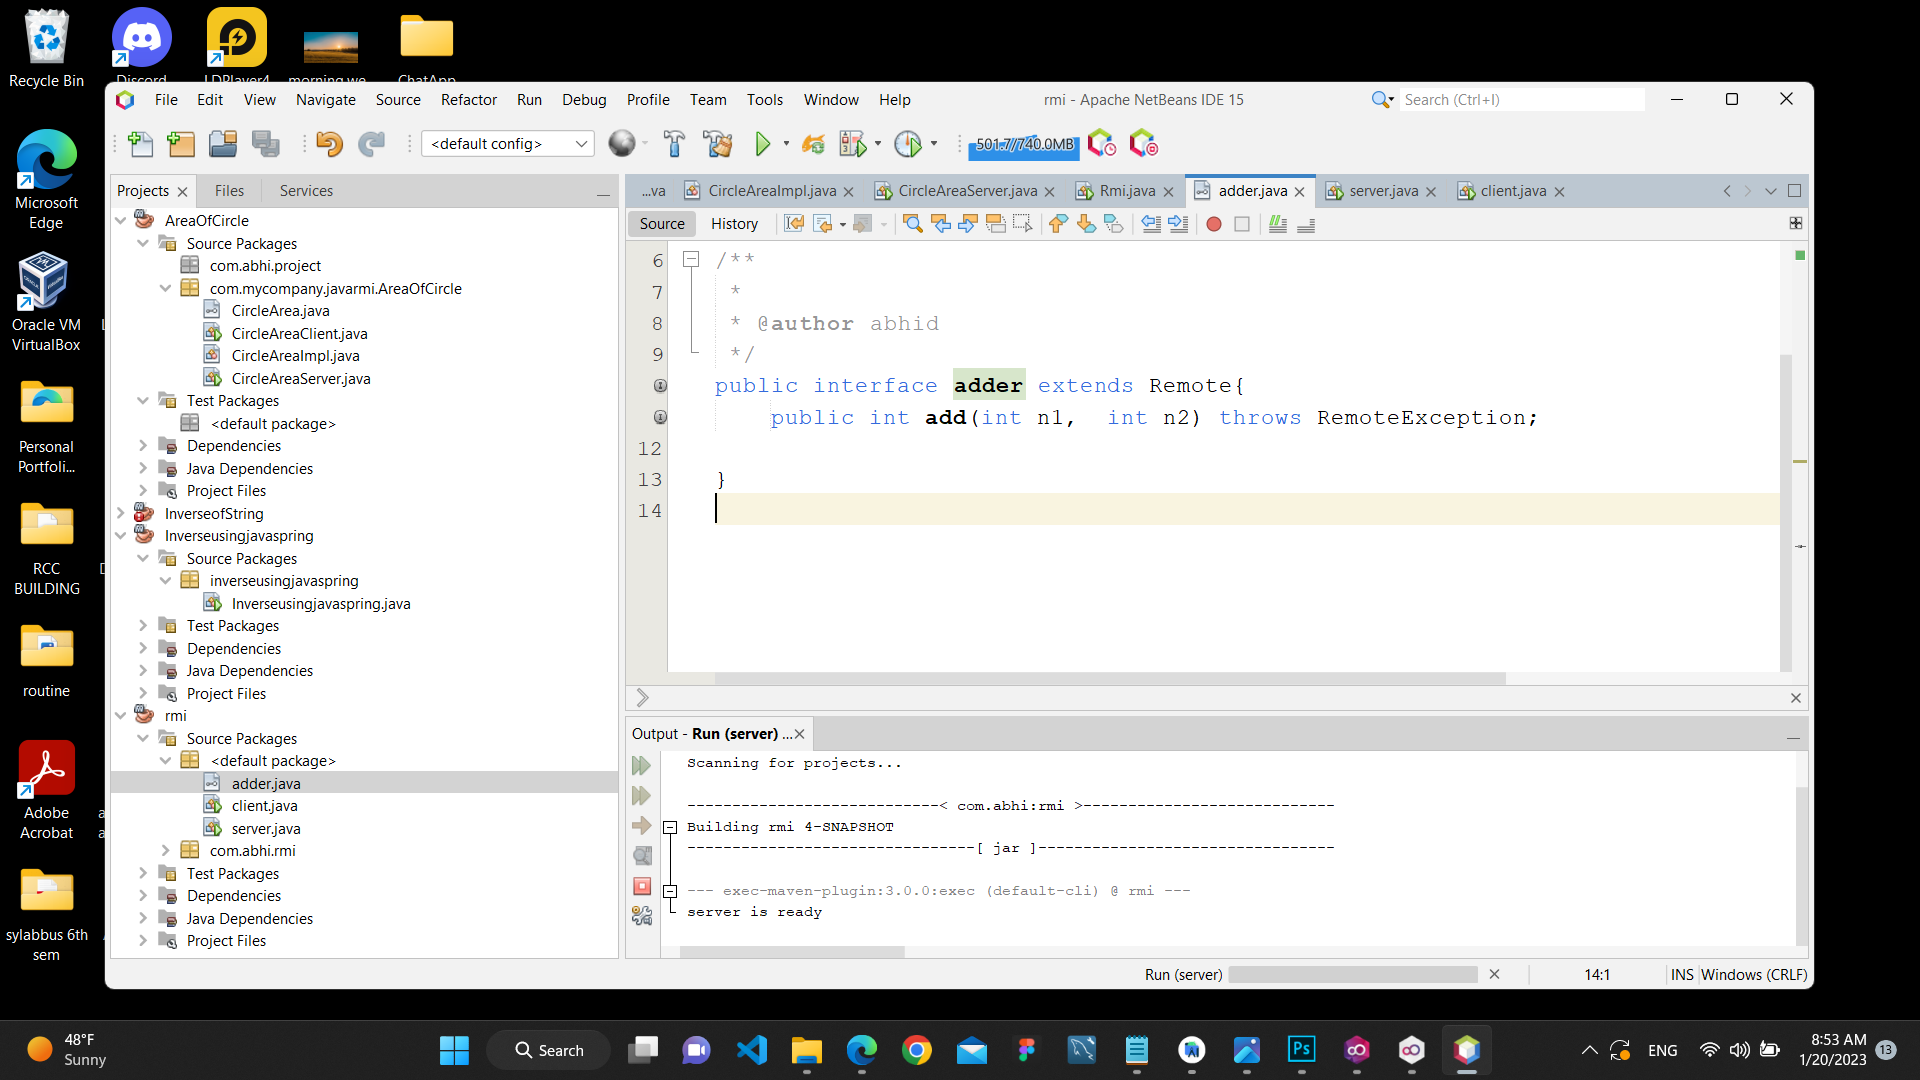 Recycle Bin
Discord
LDPlayer4
morning we
ChatApp
Microsoft
Edge
Oracle VM
VirtualBox
Personal
Portfoli...
RCC
BUILDING
routine
Adobe
Acrobat
sylabbus 6th
sem
File Edit View Navigate Source Refactor Run Debug Profile Team Tools Window Help
rmi - Apache NetBeans IDE 15
Search (Ctrl+I)
<default config>
501.7/740.0MB
Projects Files Services
AreaOfCircle
Source Packages
com.abhi.project
com.mycompany.javarmi.AreaOfCircle
CircleArea.java
CircleAreaClient.java
CircleAreaImpl.java
CircleAreaServer.java
Test Packages
<default package>
Dependencies
Java Dependencies
Project Files
InverseofString
Inverseusingjavaspring
Source Packages
inverseusingjavaspring
Inverseusingjavaspring.java
Test Packages
Dependencies
Java Dependencies
Project Files
rmi
Source Packages
<default package>
adder.java
client.java
server.java
com.abhi.rmi
Test Packages
Dependencies
Java Dependencies
Project Files
...va CircleAreaImpl.java CircleAreaServer.java Rmi.java adder.java server.java client.java
Source History
6 /**
7 *
8 * @author abhid
9 */
public interface adder extends Remote{
public int add(int n1, int n2) throws RemoteException;
12
13 }
14
Output - Run (server) ...
Scanning for projects...
----------------------------< com.abhi:rmi >----------------------------
Building rmi 4-SNAPSHOT
--------------------------------[ jar ]---------------------------------
--- exec-maven-plugin:3.0.0:exec (default-cli) @ rmi ---
server is ready
Run (server) 14:1 INS Windows (CRLF)
48°F
Sunny
Search
Ps
ENG
8:53 AM
1/20/2023
13